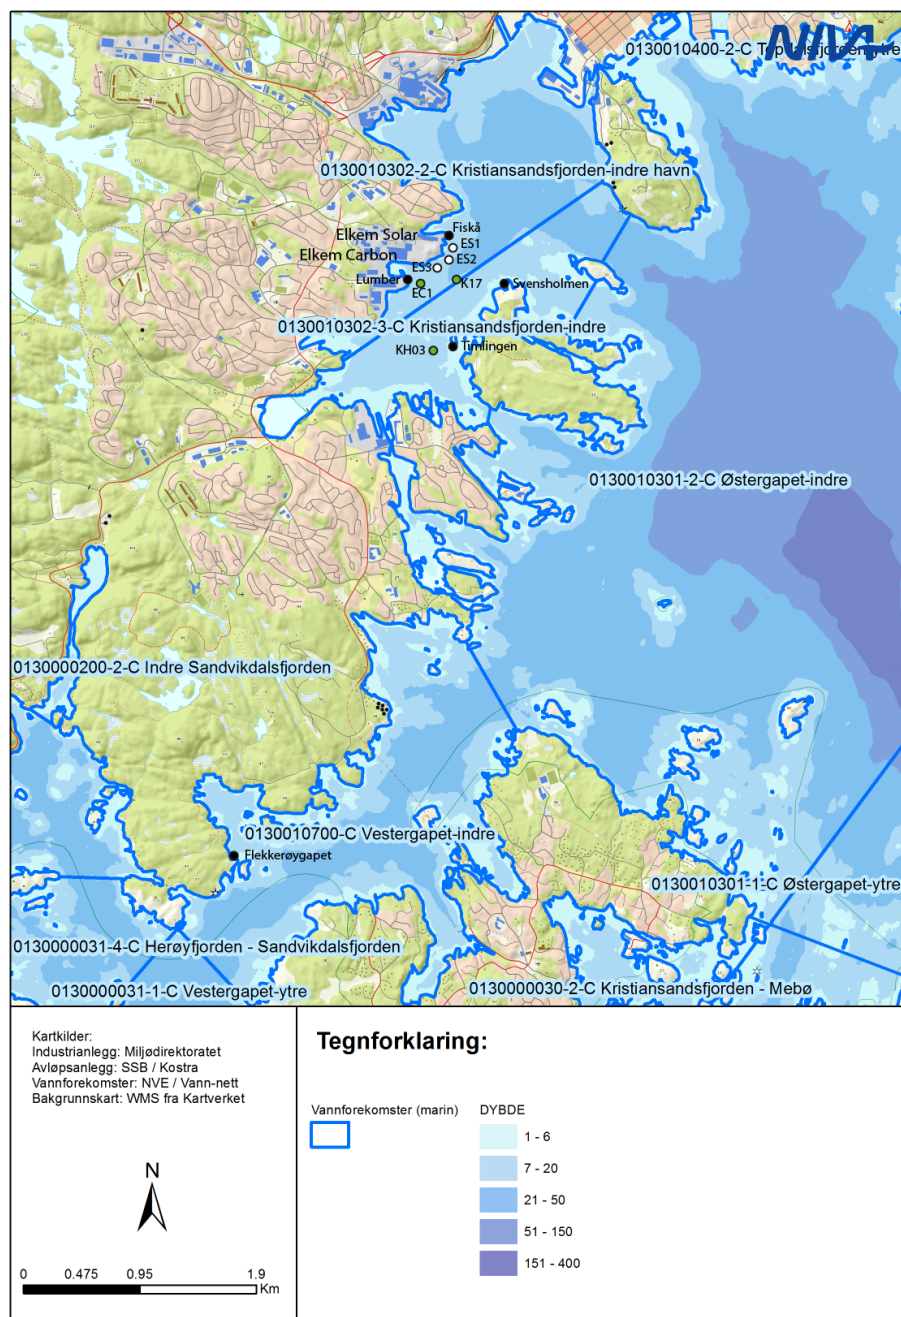 NIVA
0130010400-2-C Topdalsfjorden-ytre
0130010302-2-C Kristiansandsfjorden-indre havn
Fiskå
Elkem Solar
ES1
Elkem Carbon
ES2
ES3
Lumber
EC1
K17
Svensholmen
0130010302-3-C Kristiansandsfjorden-indre
KH03
Timlingen
0130010301-2-C Østergapet-indre
0130000200-2-C Indre Sandvikdalsfjorden
0130010700-C Vestergapet-indre
Flekkerøygapet
0130010301-1-C Østergapet-ytre
0130000031-4-C Herøyfjorden - Sandvikdalsfjorden
0130000031-1-C Vestergapet-ytre
0130000030-2-C Kristiansandsfjorden - Mebø
Kartkilder:
Industrianlegg: Miljødirektoratet
Avløpsanlegg: SSB / Kostra
Vannforekomster: NVE / Vann-nett
Bakgrunnskart: WMS fra Kartverket
N
0 0.475 0.95 1.9
Km
Tegnforklaring:
Vannforekomster (marin)
DYBDE
1 - 6
7 - 20
21 - 50
51 - 150
151 - 400